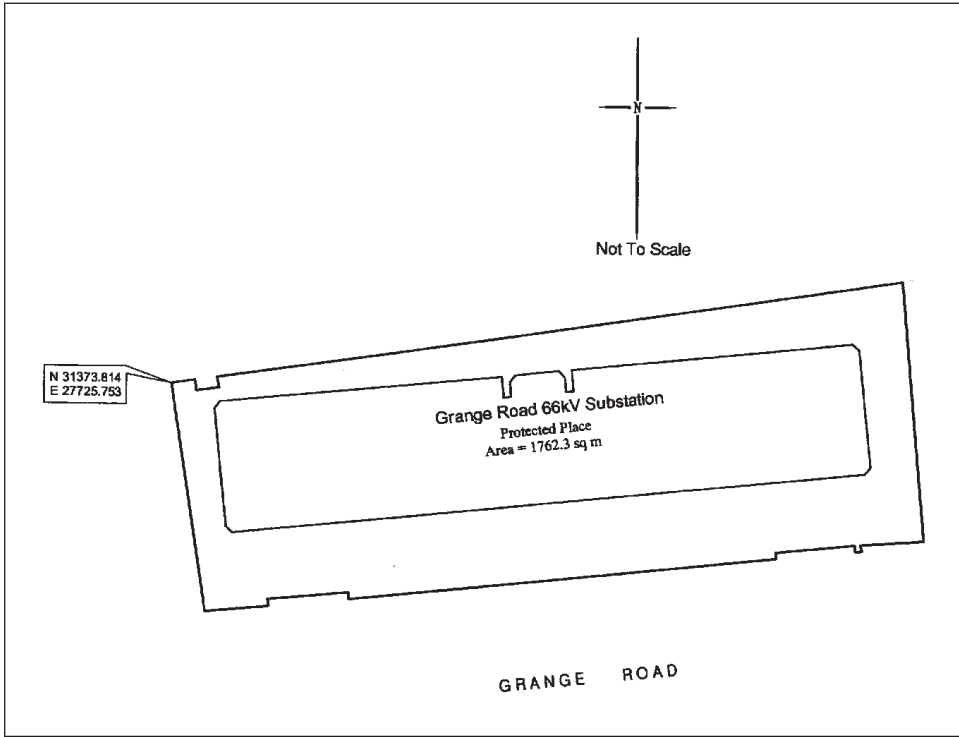 N
Not To Scale
N 31373.814
E 27725.753
Grange Road 66kV Substation
Protected Place
Area = 1762.3 sq m
GRANGE ROAD